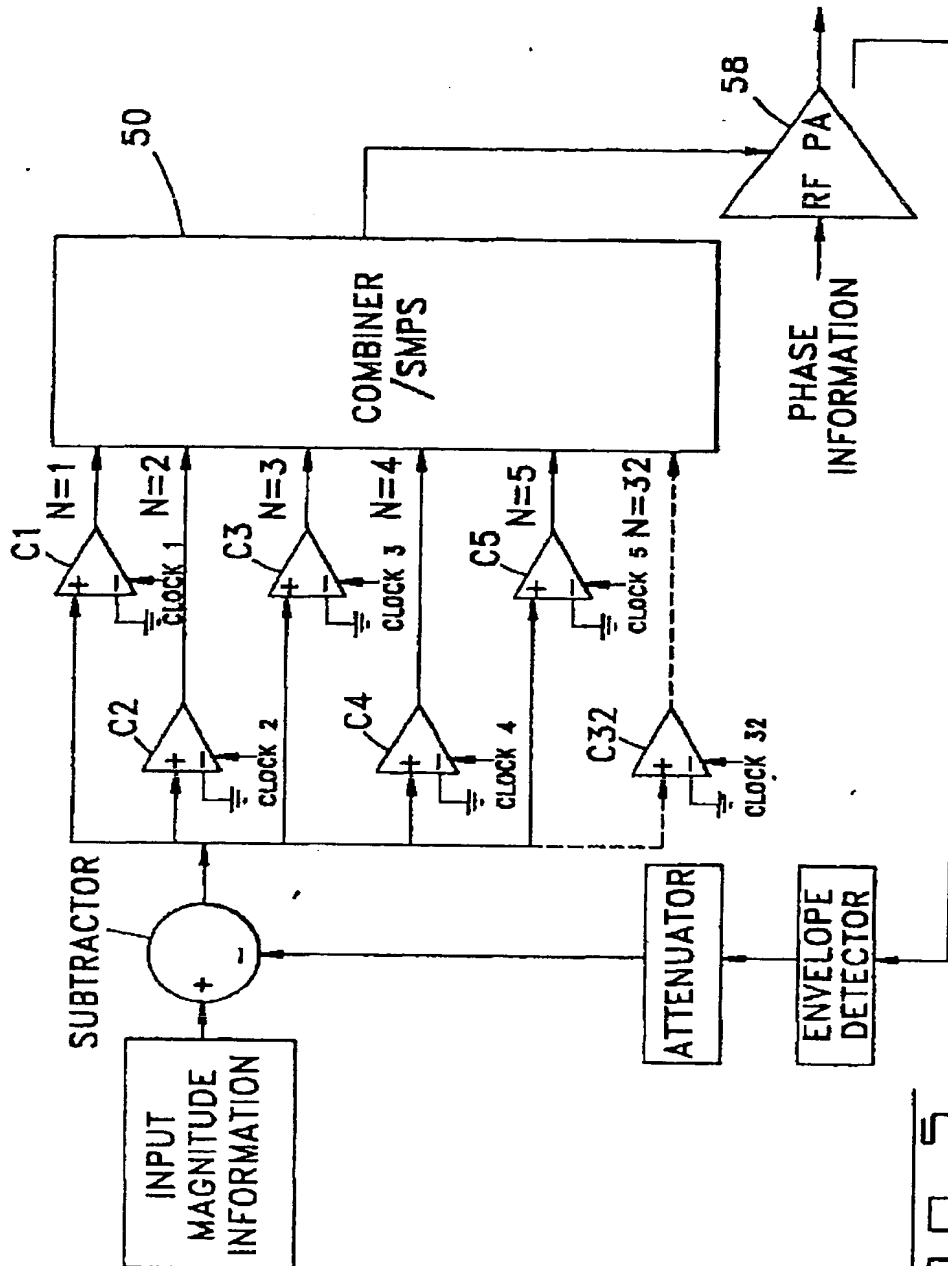 INPUT
MAGNITUDE
INFORMATION
SUBTRACTOR
+
−
C1
+
−
CLOCK 1
N=1
C2
+
−
CLOCK 2
N=2
C3
+
−
CLOCK 3
N=3
C4
+
−
CLOCK 4
N=4
C5
+
−
CLOCK 5
N=5
C32
+
−
CLOCK 32
N=32
COMBINER
/SMPS
50
58
RF PA
PHASE
INFORMATION
ATTENUATOR
ENVELOPE
DETECTOR